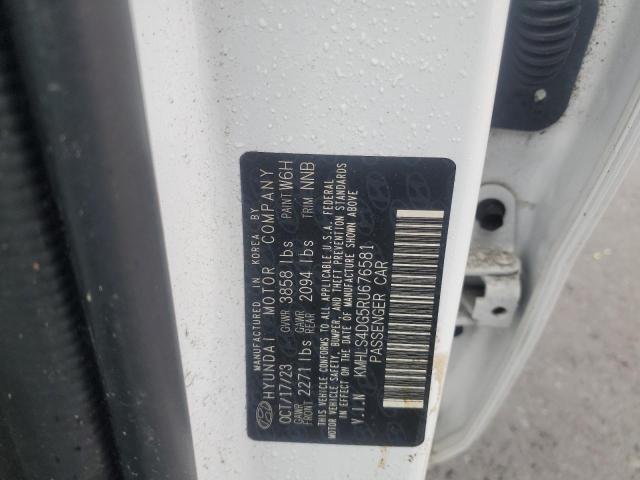 MANUFACTURED IN KOREA BY
HYUNDAI MOTOR COMPANY
OCT/17/23 GVWR 3858 lbs PAINT W6H
GAWR FRONT 2271 lbs GAWR REAR 2094 lbs TRIM NNB
THIS VEHICLE CONFORMS TO ALL APPLICABLE U.S.A. FEDERAL
MOTOR VEHICLE SAFETY, BUMPER, AND THEFT PREVENTION STANDARDS
IN EFFECT ON THE DATE OF MANUFACTURE SHOWN ABOVE
V.I.N : KMHLS4DG5RU676581
PASSENGER CAR